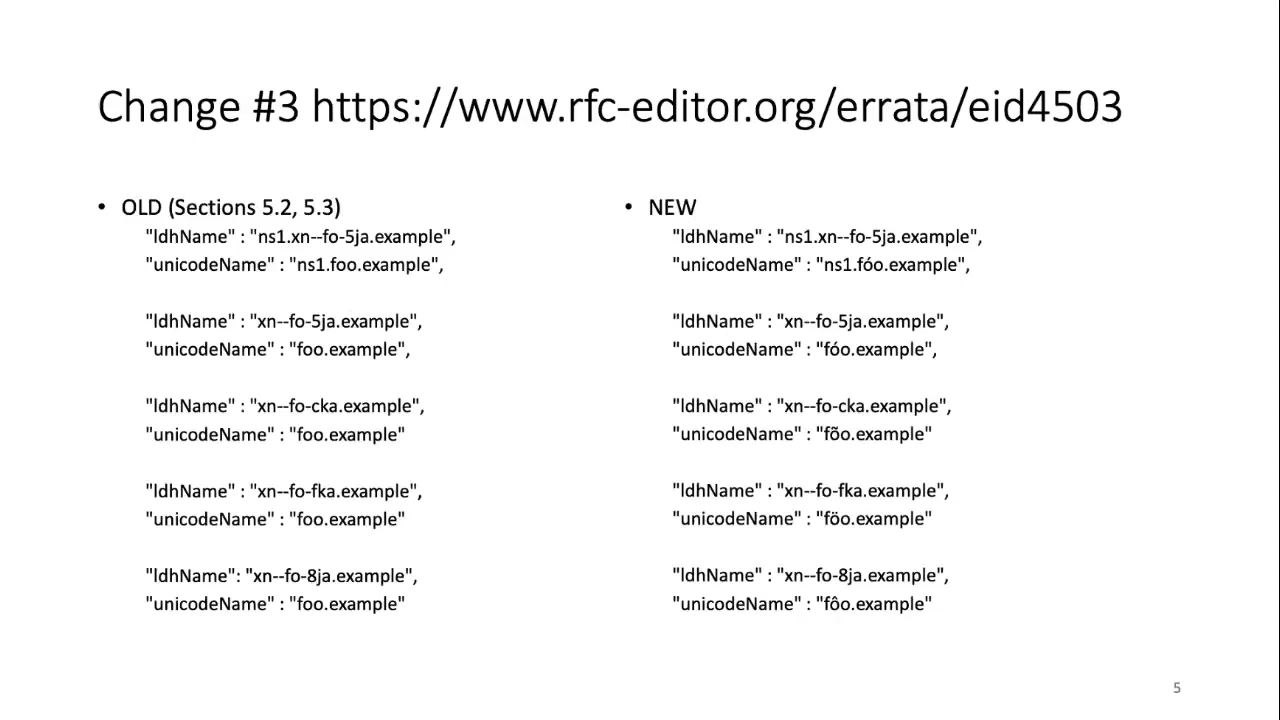 Change #3 https://www.rfc-editor.org/errata/eid4503
• OLD (Sections 5.2, 5.3)
"ldhName" : "ns1.xn--fo-5ja.example",
"unicodeName" : "ns1.foo.example",
"ldhName" : "xn--fo-5ja.example",
"unicodeName" : "foo.example",
"ldhName" : "xn--fo-cka.example",
"unicodeName" : "foo.example"
"ldhName" : "xn--fo-fka.example",
"unicodeName" : "foo.example"
"ldhName": "xn--fo-8ja.example",
"unicodeName" : "foo.example"
• NEW
"ldhName" : "ns1.xn--fo-5ja.example",
"unicodeName" : "ns1.fóo.example",
"ldhName" : "xn--fo-5ja.example",
"unicodeName" : "fóo.example",
"ldhName" : "xn--fo-cka.example",
"unicodeName" : "fõo.example"
"ldhName" : "xn--fo-fka.example",
"unicodeName" : "föo.example"
"ldhName" : "xn--fo-8ja.example",
"unicodeName" : "fôo.example"
5